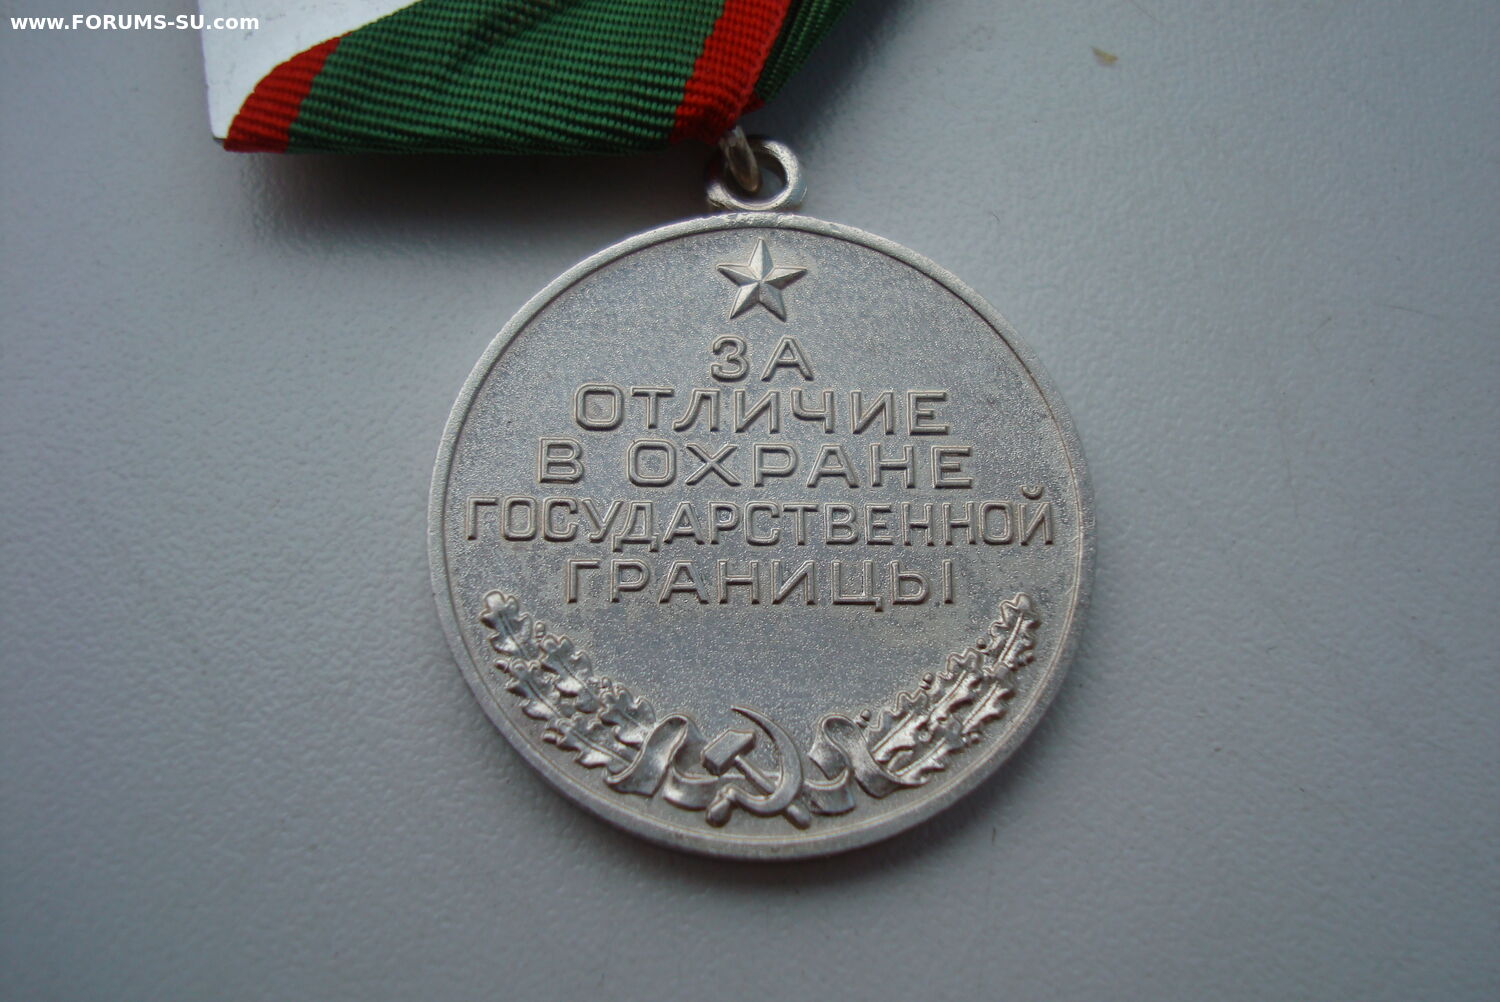 www.FORUMS-SU.com
ЗА
ОТЛИЧИЕ
В ОХРАНЕ
ГОСУДАРСТВЕННОЙ
ГРАНИЦЫ